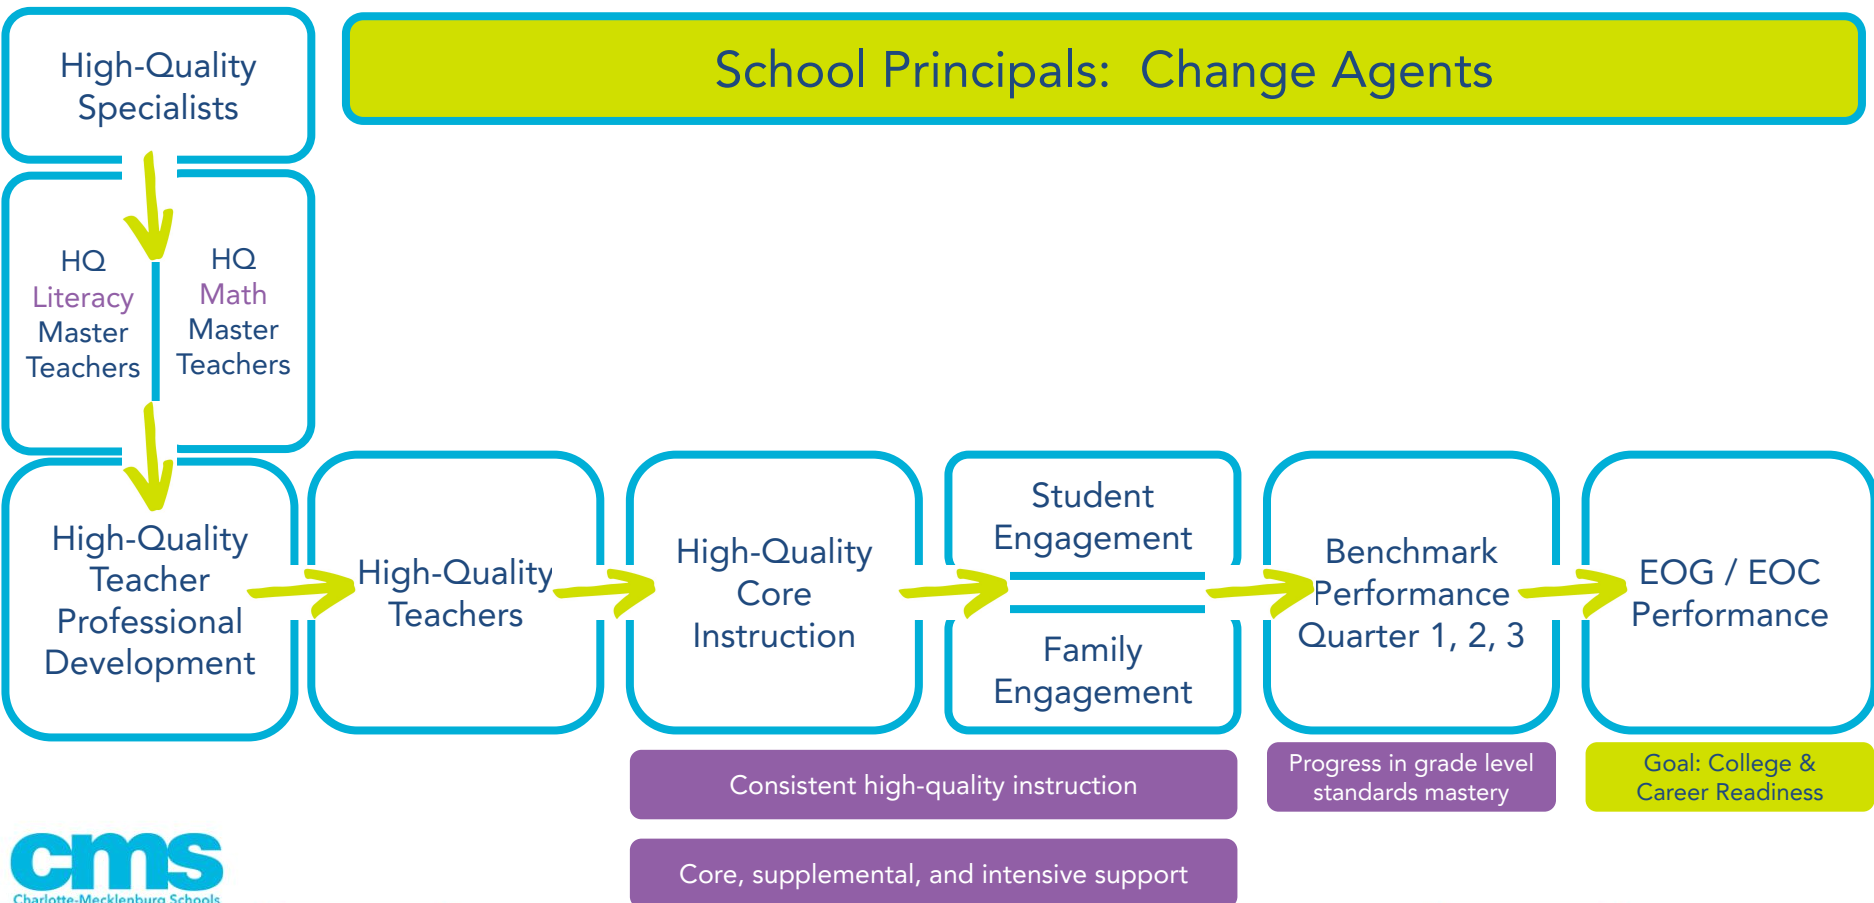 High-Quality
Specialists
School Principals:  Change Agents
HQ
Literacy
Master
Teachers
HQ
Math
Master
Teachers
High-Quality
Teacher
Professional
Development
High-Quality
Teachers
High-Quality
Core
Instruction
Student
Engagement
Family
Engagement
Benchmark
Performance
Quarter 1, 2, 3
EOG / EOC
Performance
Consistent high-quality instruction
Core, supplemental, and intensive support
Progress in grade level
standards mastery
Goal: College &
Career Readiness
cms
Charlotte-Mecklenburg Schools